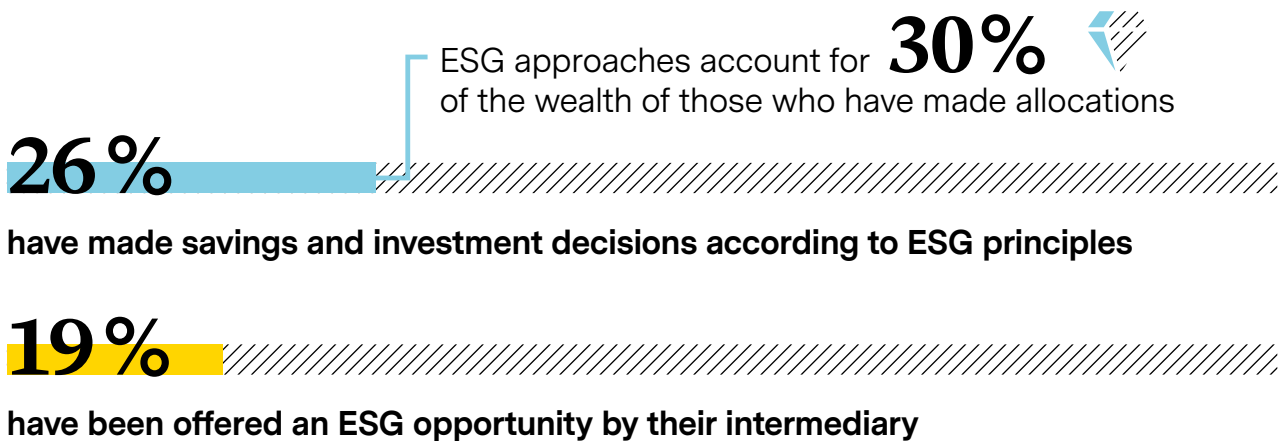 ESG approaches account for 30%
of the wealth of those who have made allocations
26%
have made savings and investment decisions according to ESG principles
19%
have been offered an ESG opportunity by their intermediary